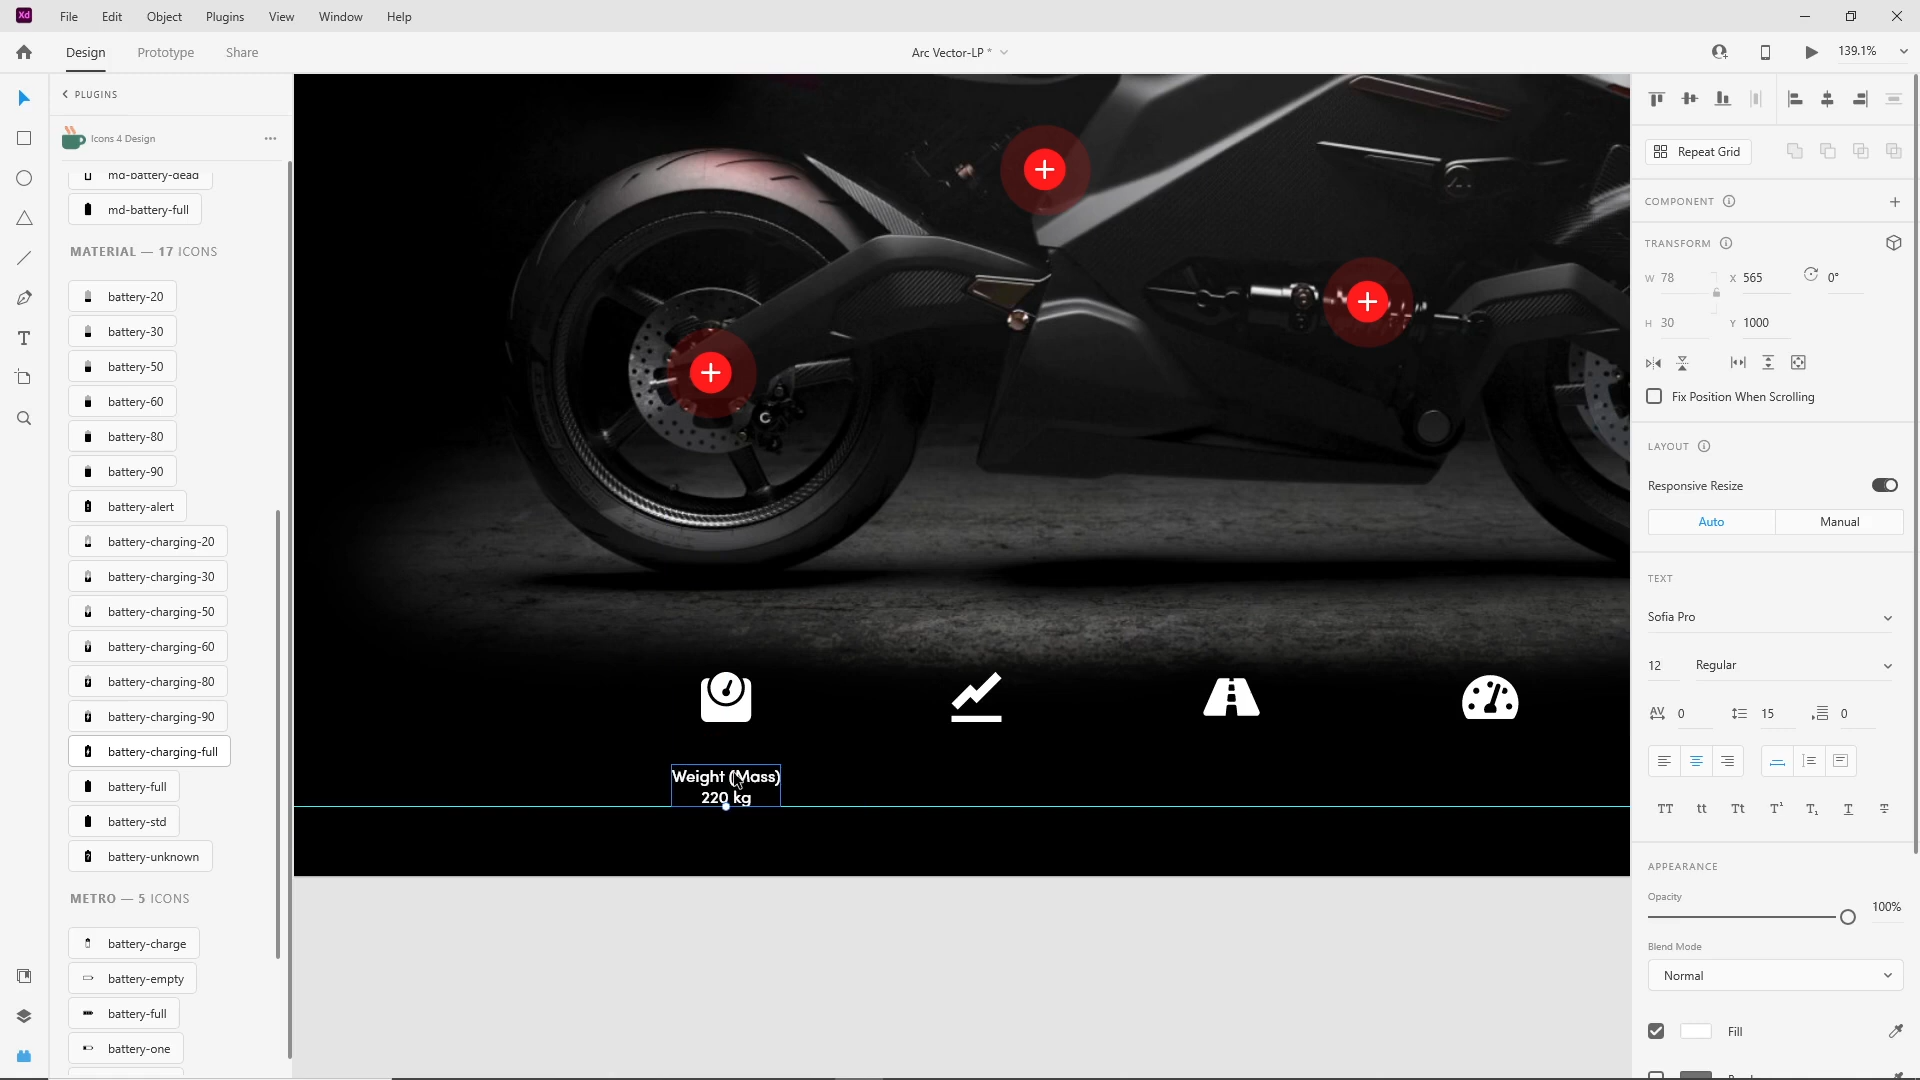 Xd File Edit Object Plugins View Window Help
Design Prototype Share Arc Vector-LP * 139.1%
PLUGINS
Icons 4 Design
md-battery-dead
md-battery-full
MATERIAL — 17 ICONS
battery-20
battery-30
battery-50
battery-60
battery-80
battery-90
battery-alert
battery-charging-20
battery-charging-30
battery-charging-50
battery-charging-60
battery-charging-80
battery-charging-90
battery-charging-full
battery-full
battery-std
battery-unknown
METRO — 5 ICONS
battery-charge
battery-empty
battery-full
battery-one
Weight (Mass)
220 kg
Repeat Grid
COMPONENT
TRANSFORM
W 78 X 565 0°
H 30 Y 1000
Fix Position When Scrolling
LAYOUT
Responsive Resize
Auto Manual
TEXT
Sofia Pro
12 Regular
AV 0 15 0
TT tt Tt T¹ T₁ T T
APPEARANCE
Opacity
100%
Blend Mode
Normal
Fill